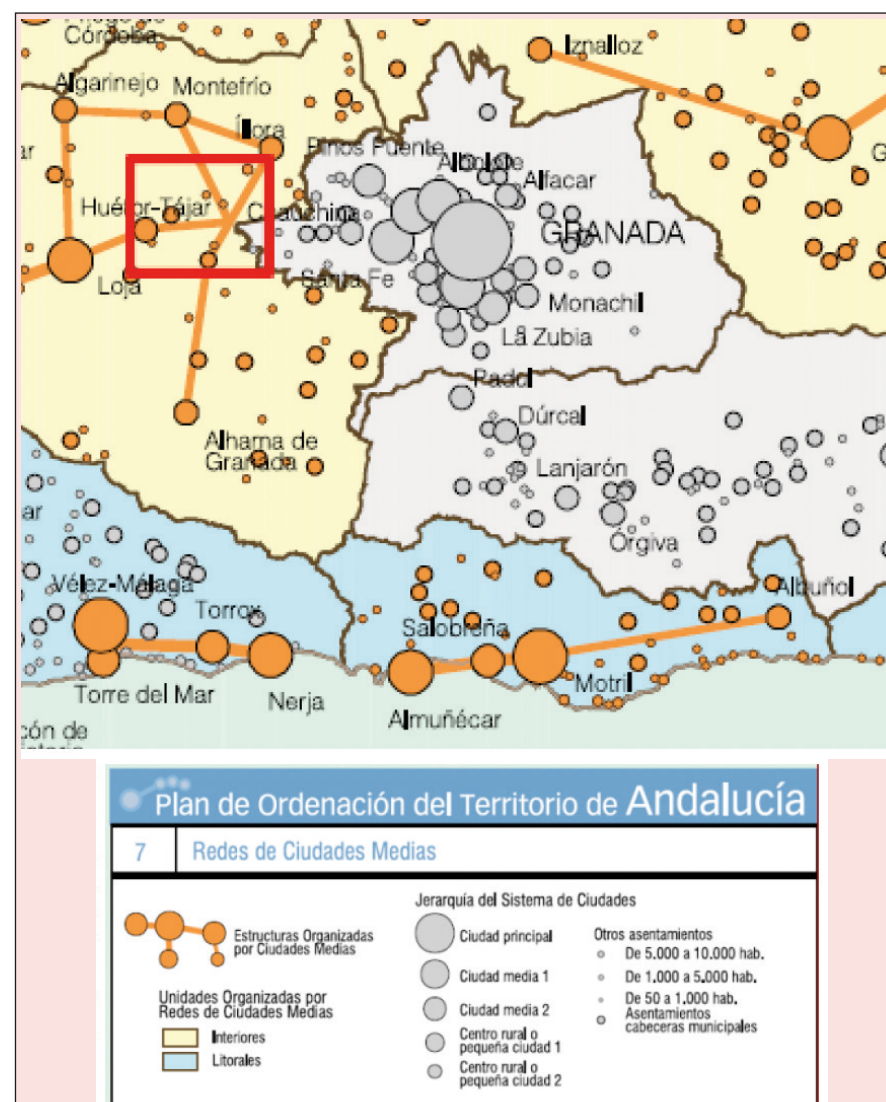 Córdoba
Iznalloz
Algarinejo
Montefrío
Íllora
Pinos Puente
Albolote
Alfacar
Huétor-Tájar
Chauchina
GRANADA
Loja
Santa Fe
Monachil
La Zubia
Padul
Dúrcal
Alhama de
Granada
Lanjarón
Órgiva
Vélez-Málaga
Torrox
Salobreña
Albuñol
Torre del Mar
Nerja
Motril
Almuñécar
cón de
Plan de Ordenación del Territorio de Andalucía
7 Redes de Ciudades Medias
Estructuras Organizadas
por Ciudades Medias
Unidades Organizadas por
Redes de Ciudades Medias
Interiores
Litorales
Jerarquía del Sistema de Ciudades
Ciudad principal
Ciudad media 1
Ciudad media 2
Centro rural o
pequeña ciudad 1
Centro rural o
pequeña ciudad 2
Otros asentamientos
De 5.000 a 10.000 hab.
De 1.000 a 5.000 hab.
De 50 a 1.000 hab.
Asentamientos
cabeceras municipales